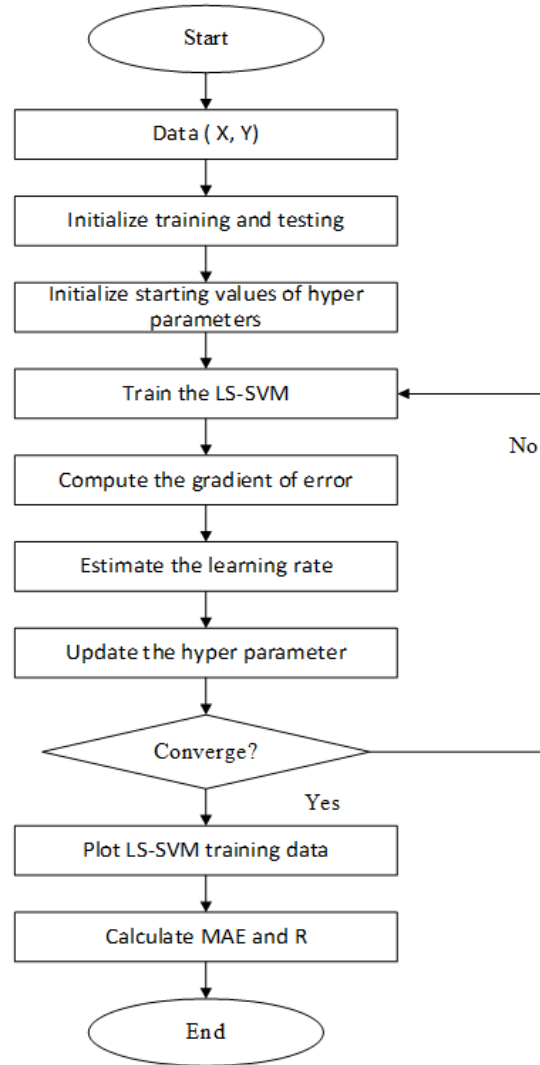 Start
Data ( X, Y)
Initialize training and testing
Initialize starting values of hyper
parameters
Train the LS-SVM
No
Compute the gradient of error
Estimate the learning rate
Update the hyper parameter
Converge?
Yes
Plot LS-SVM training data
Calculate MAE and R
End